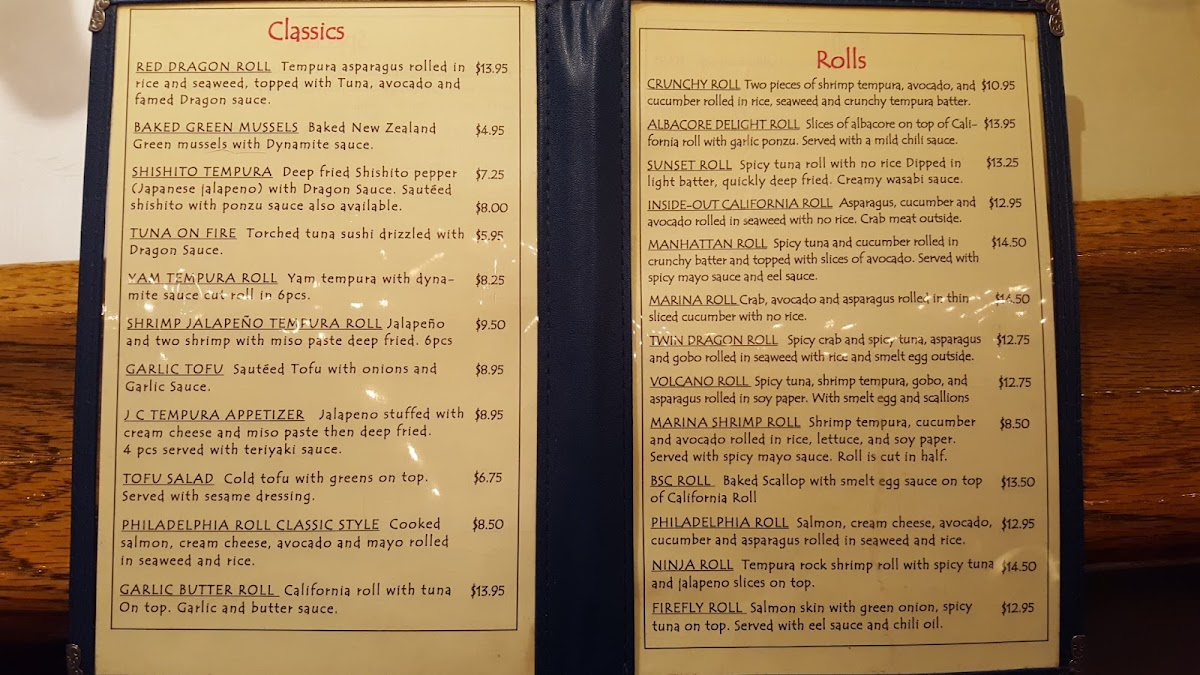 Classics
RED DRAGON ROLL Tempura asparagus rolled in $13.95
rice and seaweed, topped with Tuna, avocado and
famed Dragon sauce.
BAKED GREEN MUSSELS Baked New Zealand $4.95
Green mussels with Dynamite sauce.
SHISHITO TEMPURA Deep fried Shishito pepper $7.25
(Japanese jalapeno) with Dragon Sauce. Sautéed
shishito with ponzu sauce also available. $8.00
TUNA ON FIRE Torched tuna sushi drizzled with $5.95
Dragon Sauce.
YAM TEMPURA ROLL Yam tempura with dyna- $8.25
mite sauce cut roll in 6pcs.
SHRIMP JALAPEÑO TEMPURA ROLL Jalapeño $9.50
and two shrimp with miso paste deep fried. 6pcs
GARLIC TOFU Sautéed Tofu with onions and $8.95
Garlic Sauce.
J C TEMPURA APPETIZER Jalapeno stuffed with $8.95
cream cheese and miso paste then deep fried.
4 pcs served with teriyaki sauce.
TOFU SALAD Cold tofu with greens on top. $6.75
Served with sesame dressing.
PHILADELPHIA ROLL CLASSIC STYLE Cooked $8.50
salmon, cream cheese, avocado and mayo rolled
in seaweed and rice.
GARLIC BUTTER ROLL California roll with tuna $13.95
On top. Garlic and butter sauce.
Rolls
CRUNCHY ROLL Two pieces of shrimp tempura, avocado, and $10.95
cucumber rolled in rice, seaweed and crunchy tempura batter.
ALBACORE DELIGHT ROLL Slices of albacore on top of Cali- $13.95
fornia roll with garlic ponzu. Served with a mild chili sauce.
SUNSET ROLL Spicy tuna roll with no rice Dipped in $13.25
light batter, quickly deep fried. Creamy wasabi sauce.
INSIDE-OUT CALIFORNIA ROLL Asparagus, cucumber and $12.95
avocado rolled in seaweed with no rice. Crab meat outside.
MANHATTAN ROLL Spicy tuna and cucumber rolled in $14.50
crunchy batter and topped with slices of avocado. Served with
spicy mayo sauce and eel sauce.
MARINA ROLL Crab, avocado and asparagus rolled in thin $14.50
sliced cucumber with no rice.
TWIN DRAGON ROLL Spicy crab and spicy tuna, asparagus $12.75
and gobo rolled in seaweed with rice and smelt egg outside.
VOLCANO ROLL Spicy tuna, shrimp tempura, gobo, and $12.75
asparagus rolled in soy paper. With smelt egg and scallions
MARINA SHRIMP ROLL Shrimp tempura, cucumber $8.50
and avocado rolled in rice, lettuce, and soy paper.
Served with spicy mayo sauce. Roll is cut in half.
BSC ROLL Baked Scallop with smelt egg sauce on top $13.50
of California Roll
PHILADELPHIA ROLL Salmon, cream cheese, avocado, $12.95
cucumber and asparagus rolled in seaweed and rice.
NINJA ROLL Tempura rock shrimp roll with spicy tuna $14.50
and jalapeno slices on top.
FIREFLY ROLL Salmon skin with green onion, spicy $12.95
tuna on top. Served with eel sauce and chili oil.